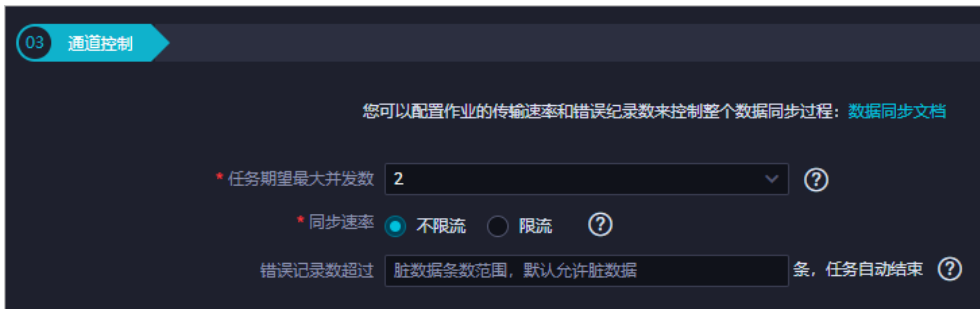 03 通道控制
您可以配置作业的传输速率和错误纪录数来控制整个数据同步过程：数据同步文档
* 任务期望最大并发数 2 ?
* 同步速率 不限流 限流 ?
错误记录数超过 脏数据条数范围，默认允许脏数据 条，任务自动结束 ?